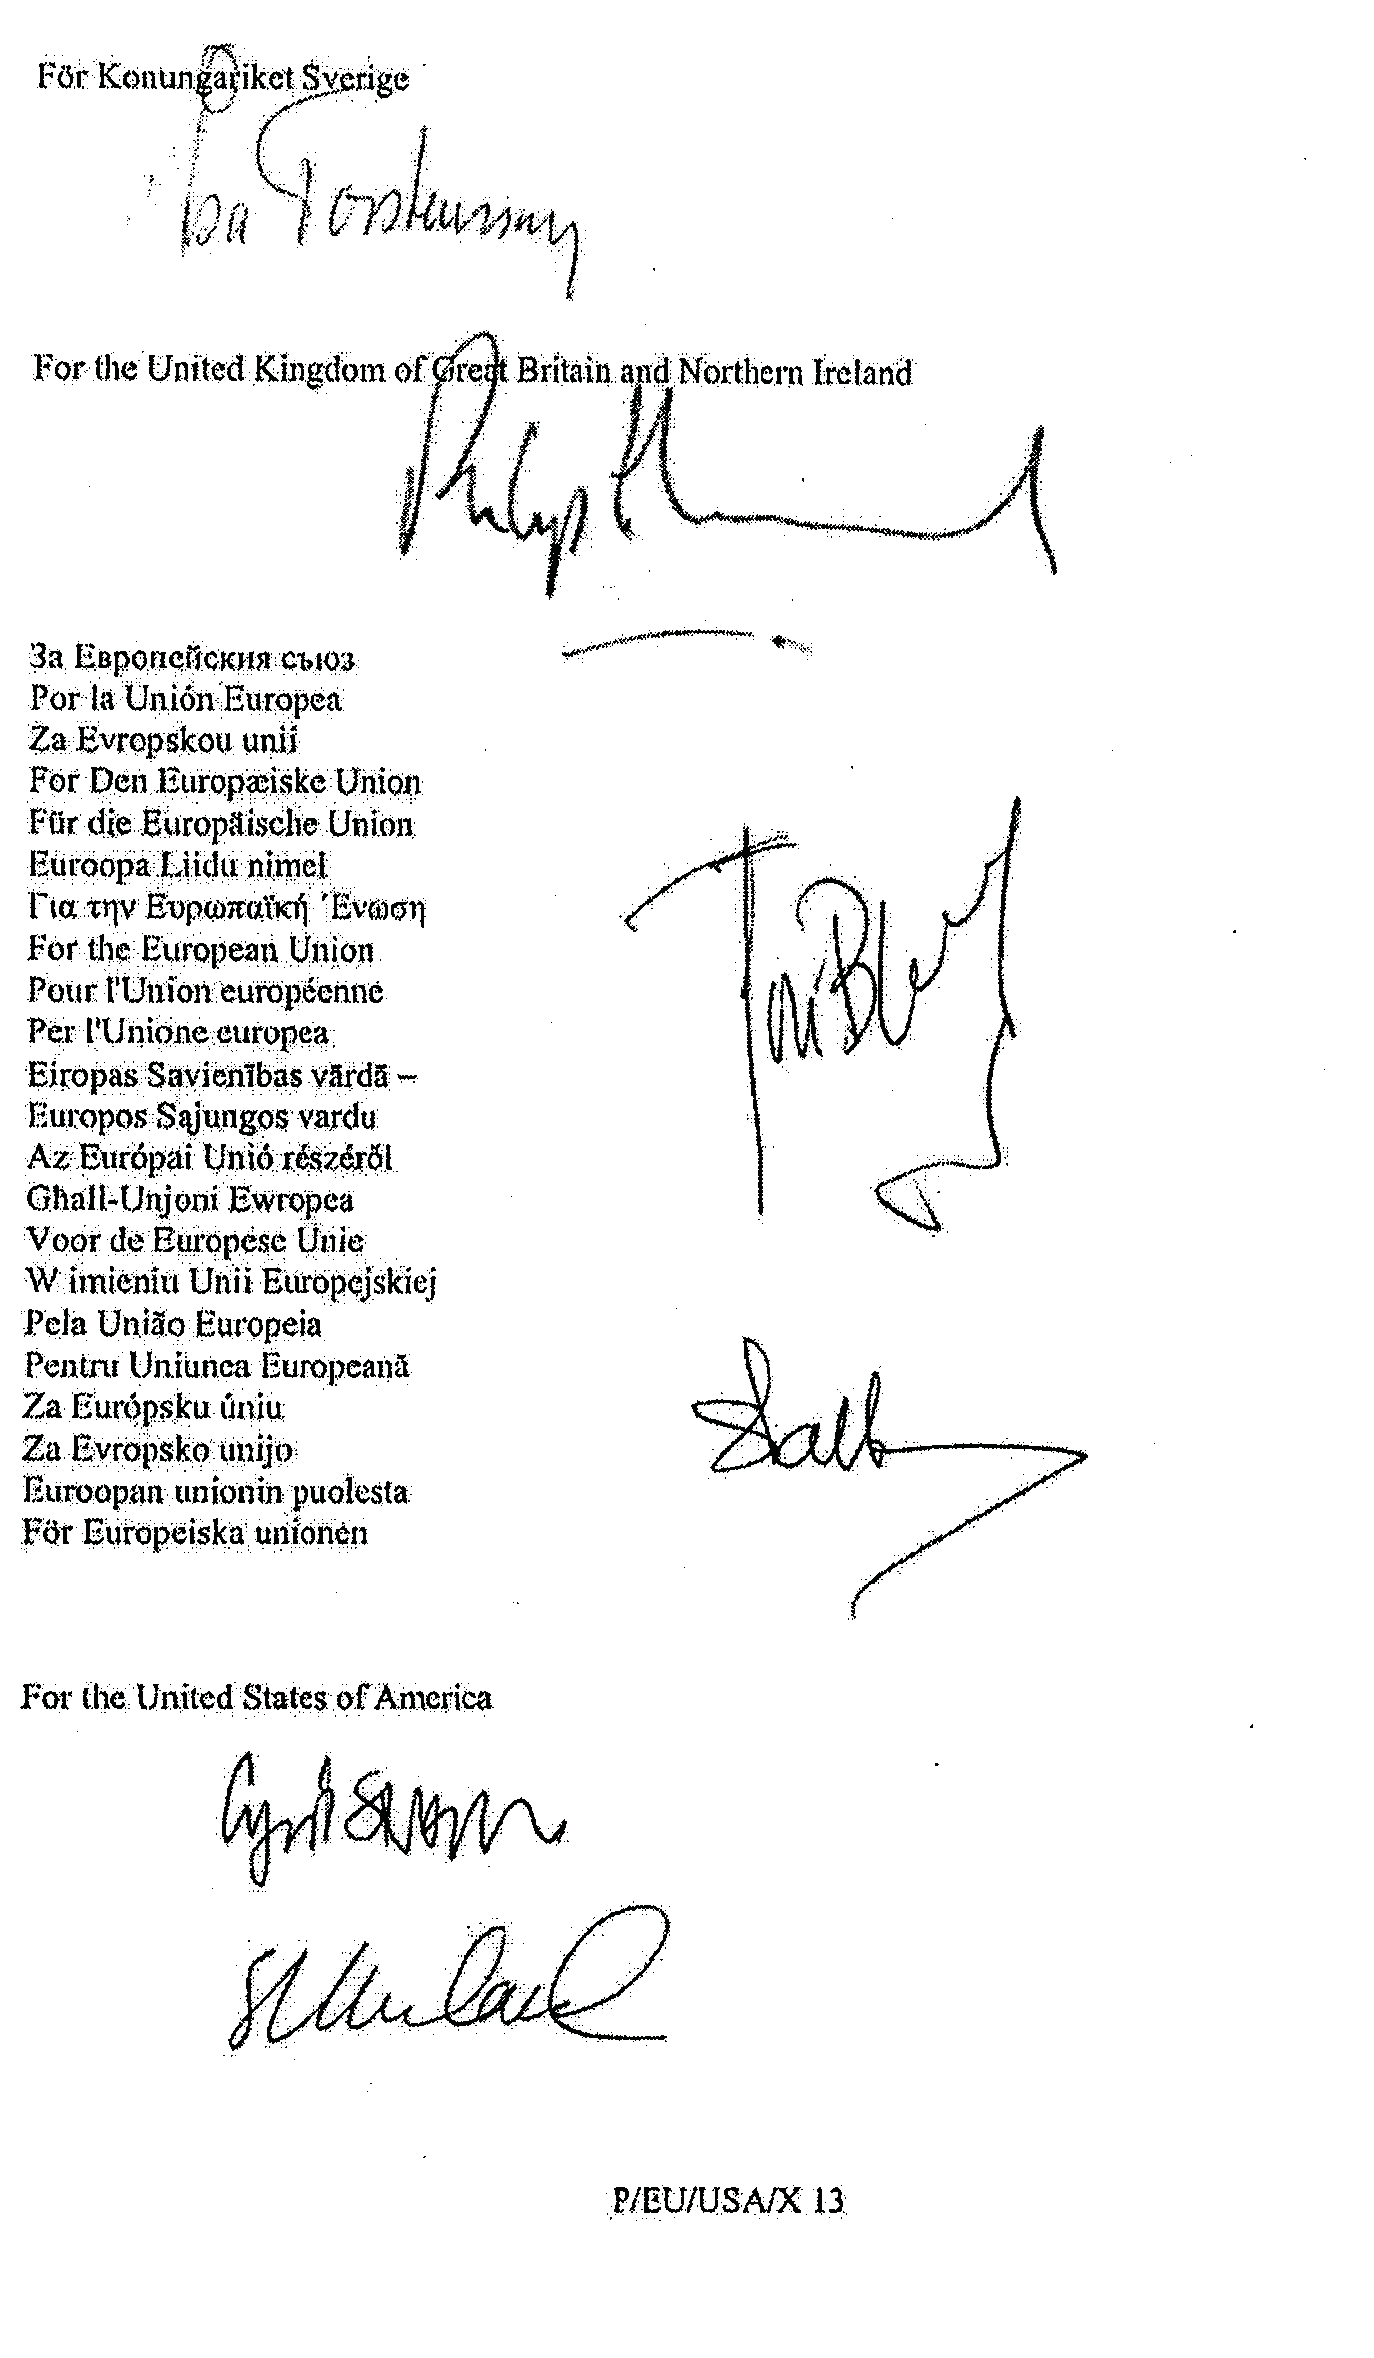 För Konungariket Sverige
Åsa Torstensson
For the United Kingdom of Great Britain and Northern Ireland
За Европейския съюз
Por la Unión Europea
Za Evropskou unii
For Den Europæiske Union
Für die Europäische Union
Euroopa Liidu nimel
Για την Ευρωπαϊκή Ένωση
For the European Union
Pour l'Union européenne
Per l'Unione europea
Eiropas Savienības vārdā –
Europos Sąjungos vardu
Az Európai Unió részéről
Għall-Unjoni Ewropea
Voor de Europese Unie
W imieniu Unii Europejskiej
Pela União Europeia
Pentru Uniunea Europeană
Za Európsku úniu
Za Evropsko unijo
Euroopan unionin puolesta
För Europeiska unionen
For the United States of America
P/EU/USA/X 13